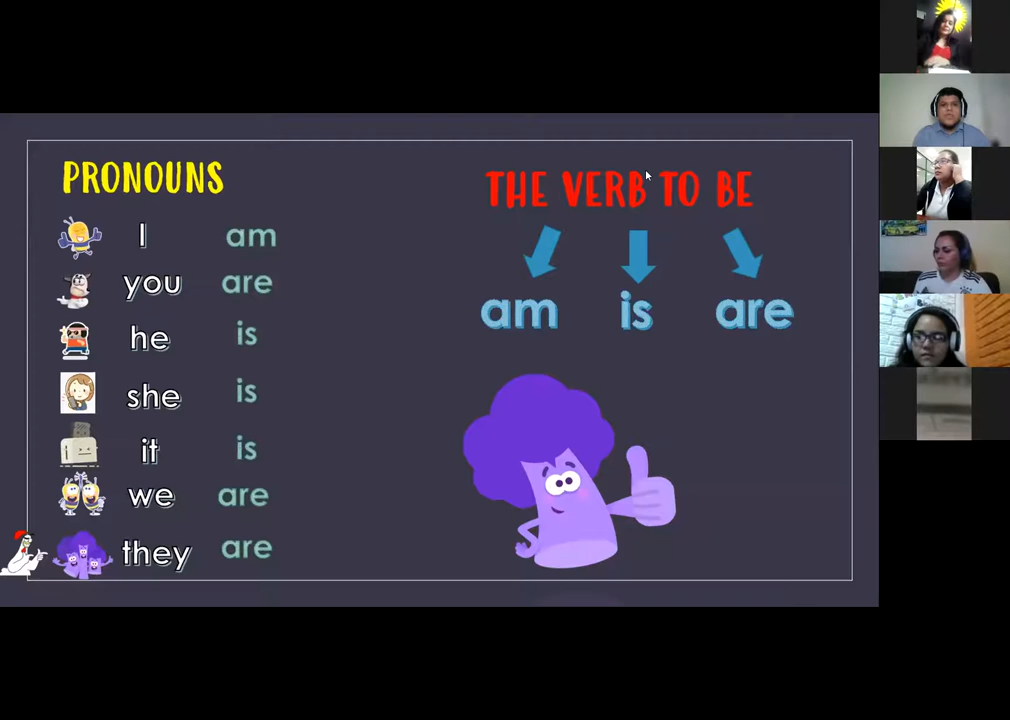 PRONOUNS
I am
you are
he is
she is
it is
we are
they are
THE VERB TO BE
am is are